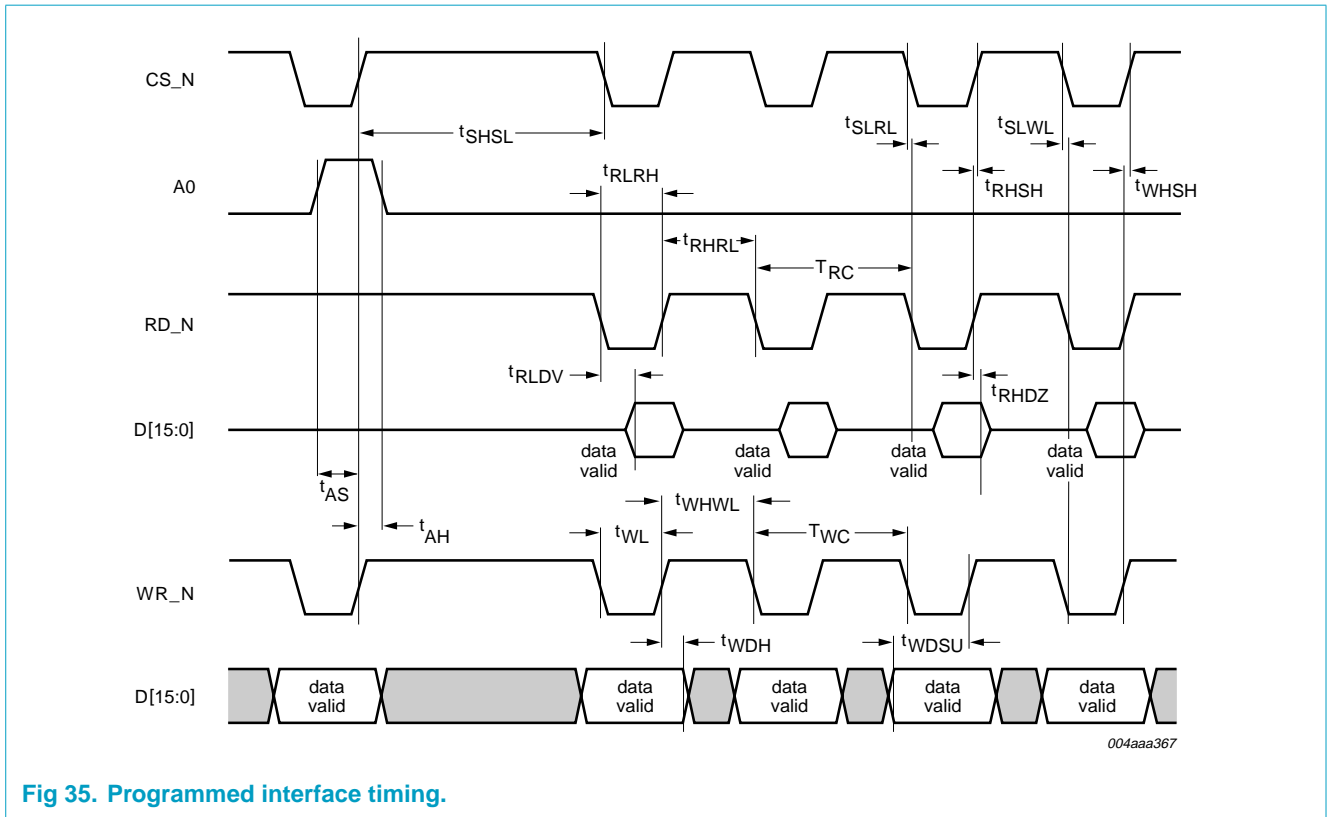 CS_N
tSHSL
tSLRL
tSLWL
A0
tRLRH
tRHSH
tWHSH
tRHRL
TRC
RD_N
tRLDV
tRHDZ
D[15:0]
data valid
data valid
data valid
data valid
tAS
tAH
tWHWL
tWL
TWC
WR_N
tWDH
tWDSU
D[15:0]
data valid
data valid
data valid
data valid
data valid
004aaa367
Fig 35. Programmed interface timing.